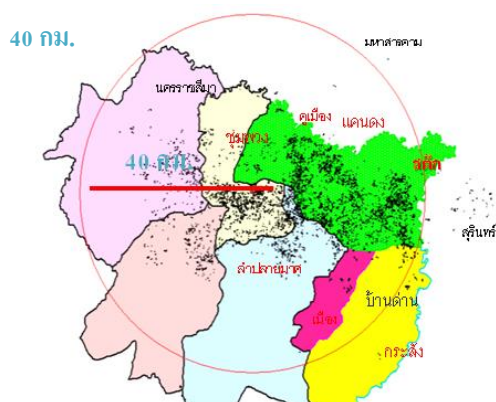 40 กม.
มหาสารคาม
นครราชสีมา
คูเมือง
แคนดง
ชุมพวง
40 กม.
สตึก
สุรินทร์
ลำปลายมาศ
บ้านด่าน
เมือง
กระสัง